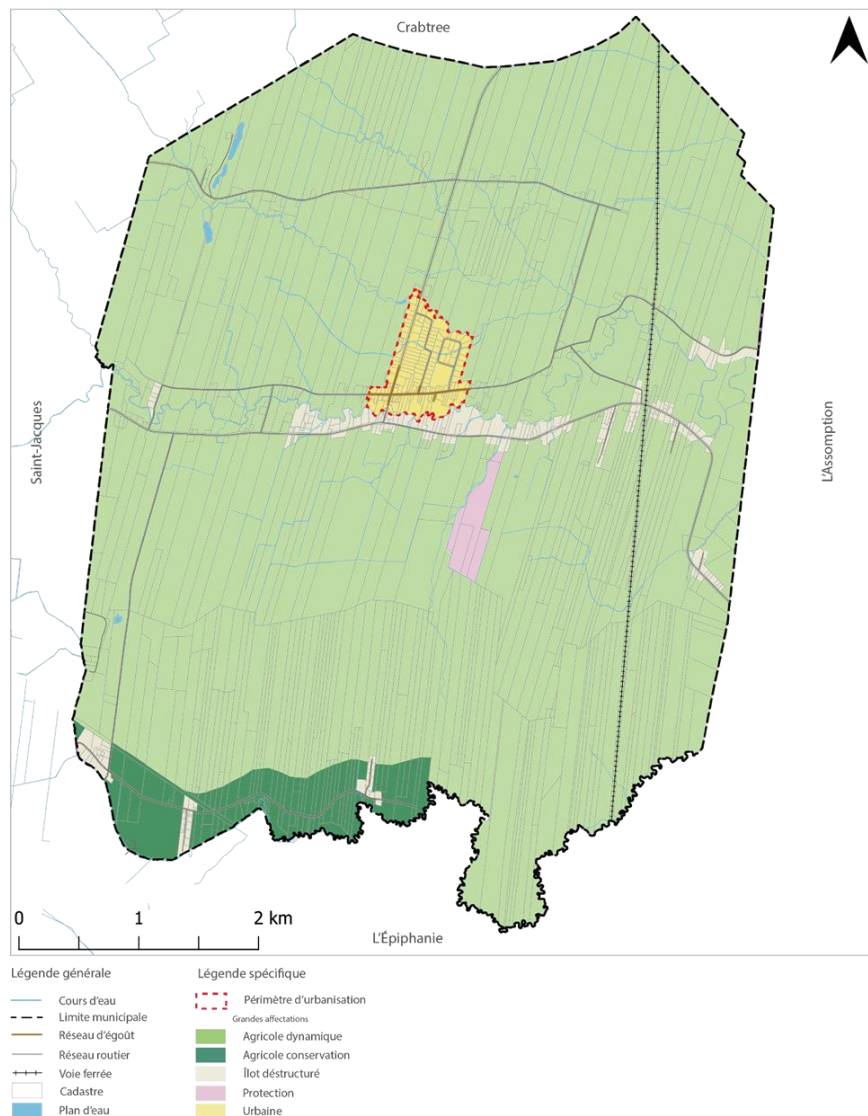 Crabtree
Saint-Jacques
L'Assomption
0 1 2 km
L'Épiphanie
Légende générale
Cours d'eau
Limite municipale
Réseau d'égoût
Réseau routier
Voie ferrée
Cadastre
Plan d'eau
Légende spécifique
Périmètre d'urbanisation
Grandes affectations
Agricole dynamique
Agricole conservation
Îlot déstructuré
Protection
Urbaine